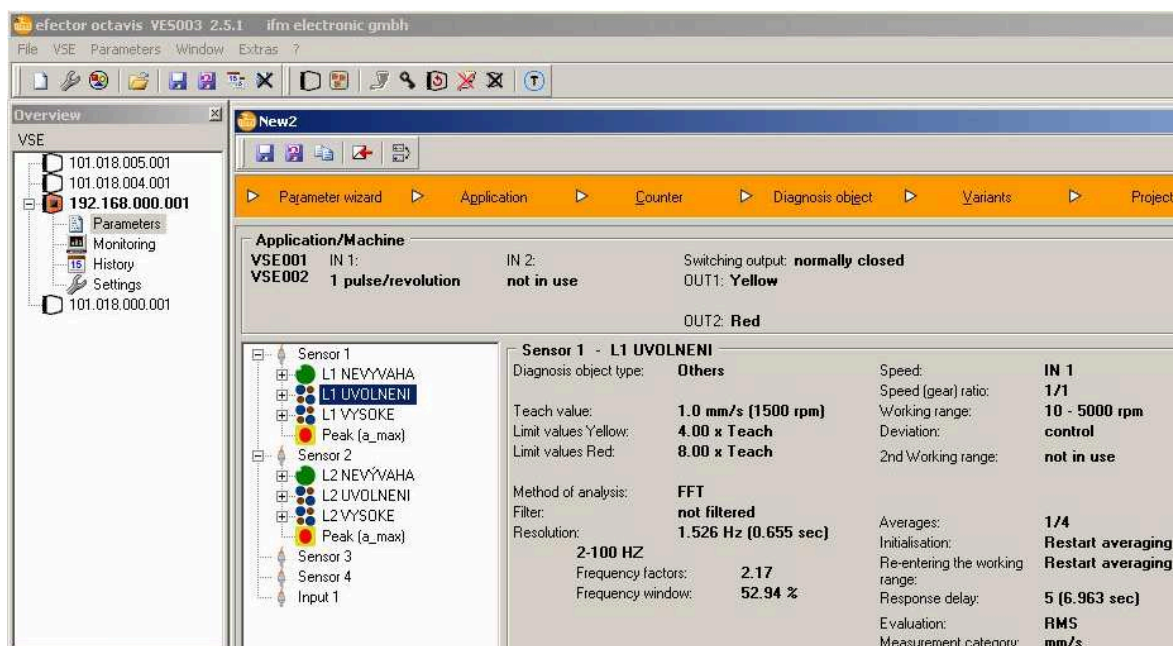 efector octavis VES003 2.5.1 ifm electronic gmbh
File VSE Parameters Window Extras ?
Overview
VSE
101.018.005.001
101.018.004.001
192.168.000.001
Parameters
Monitoring
15 History
Settings
101.018.000.001
New2
Parameter wizard Application Counter Diagnosis object Variants Project
Application/Machine
VSE001 IN 1: IN 2: Switching output: normally closed
VSE002 1 pulse/revolution not in use OUT1: Yellow
OUT2: Red
Sensor 1
L1 NEVYVAHA
L1 UVOLNENI
L1 VYSOKE
Peak (a_max)
Sensor 2
L2 NEVÝVAHA
L2 UVOLNENI
L2 VYSOKE
Peak (a_max)
Sensor 3
Sensor 4
Input 1
Sensor 1 - L1 UVOLNENI
Diagnosis object type: Others
Teach value: 1.0 mm/s (1500 rpm)
Limit values Yellow: 4.00 x Teach
Limit values Red: 8.00 x Teach
Method of analysis: FFT
Filter: not filtered
Resolution: 1.526 Hz (0.655 sec)
2-100 HZ
Frequency factors: 2.17
Frequency window: 52.94 %
Speed: IN 1
Speed (gear) ratio: 1/1
Working range: 10 - 5000 rpm
Deviation: control
2nd Working range: not in use
Averages: 1/4
Initialisation: Restart averaging
Re-entering the working Restart averaging
range:
Response delay: 5 (6.963 sec)
Evaluation: RMS
Measurement category: mm/s